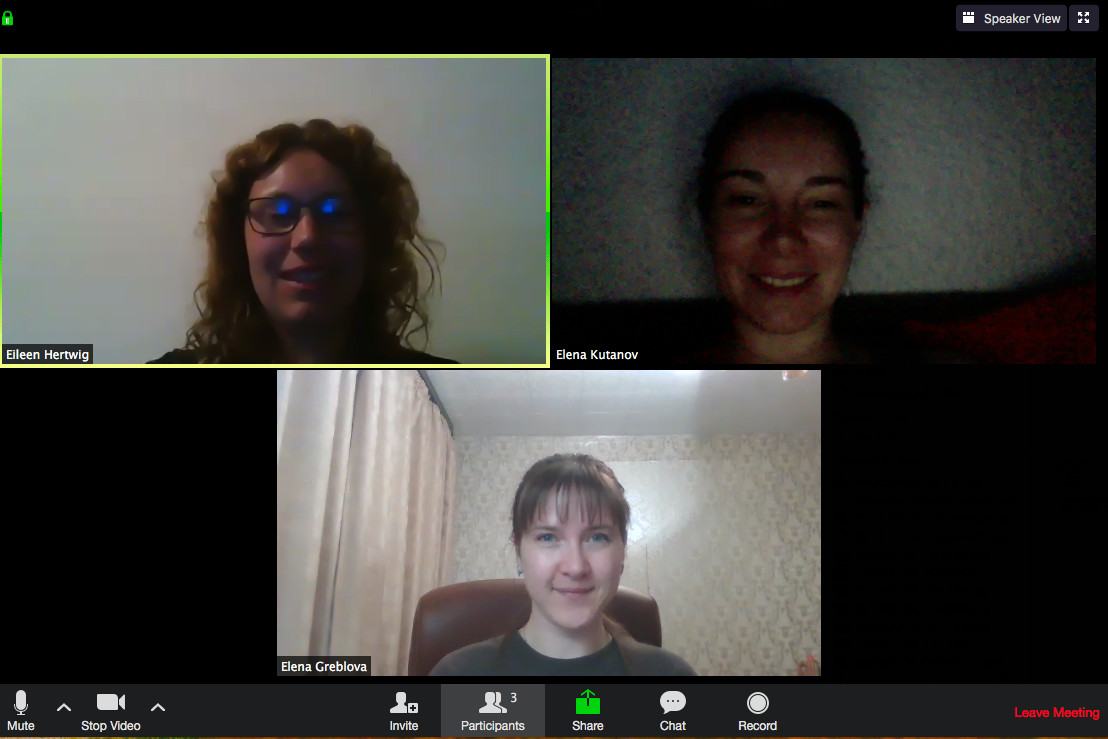 Speaker View
Eileen Hertwig
Elena Kutanov
Elena Greblova
Mute
Stop Video
Invite
Participants
3
Share
Chat
Record
Leave Meeting